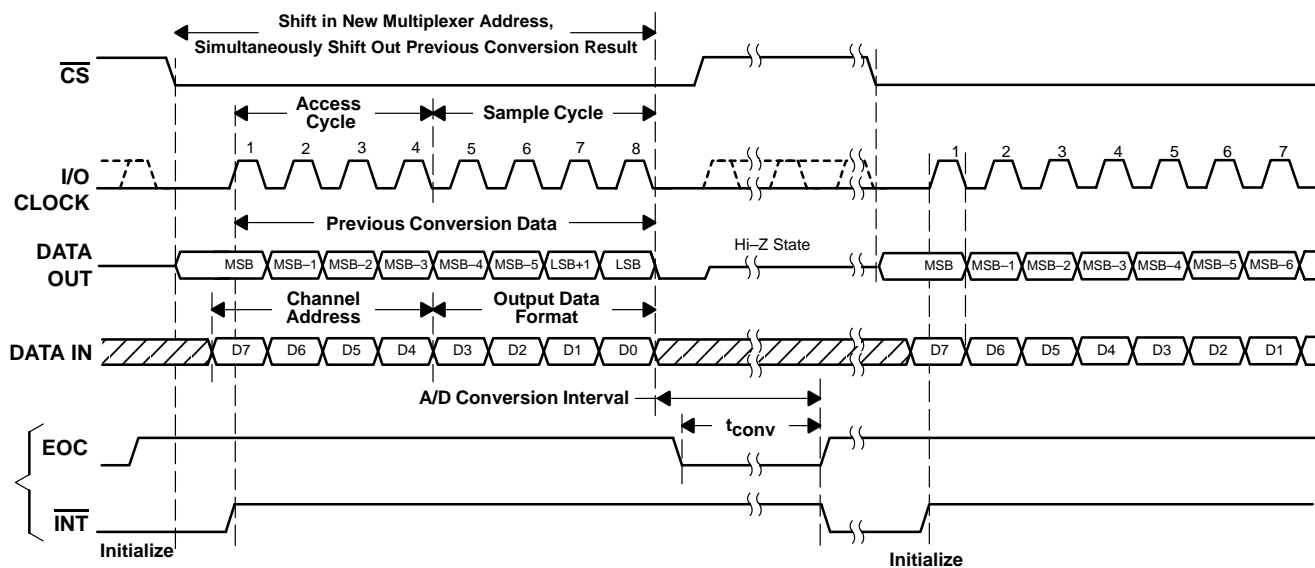 Shift in New Multiplexer Address,
Simultaneously Shift Out Previous Conversion Result
CS
Access
Cycle
Sample Cycle
1 2 3 4 5 6 7 8 1 2 3 4 5 6 7
I/O
CLOCK
Previous Conversion Data
Hi–Z State
DATA
OUT
MSB MSB–1 MSB–2 MSB–3 MSB–4 MSB–5 LSB+1 LSB MSB MSB–1 MSB–2 MSB–3 MSB–4 MSB–5 MSB–6
Channel
Address
Output Data
Format
DATA IN D7 D6 D5 D4 D3 D2 D1 D0 D7 D6 D5 D4 D3 D2 D1
A/D Conversion Interval
tconv
EOC
INT
Initialize Initialize